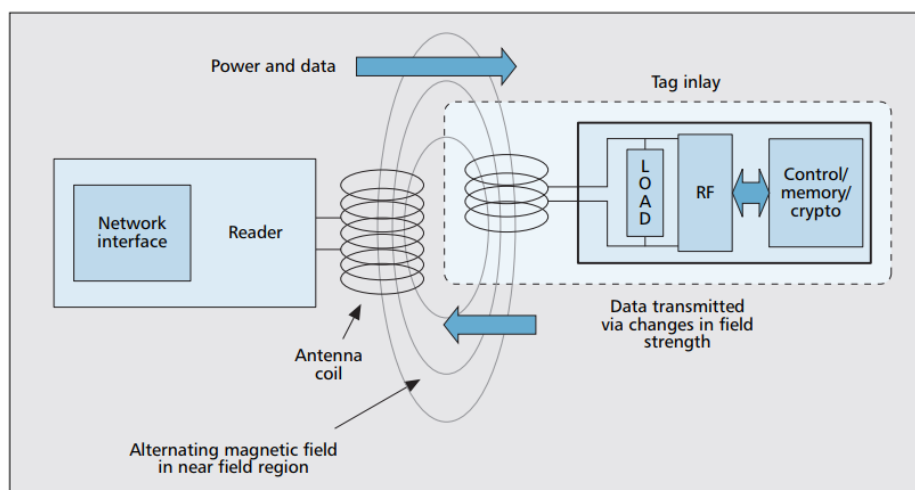 Power and data
Tag inlay
Network
interface
Reader
LOAD
RF
Control/
memory/
crypto
Data transmitted
via changes in field
strength
Antenna
coil
Alternating magnetic field
in near field region